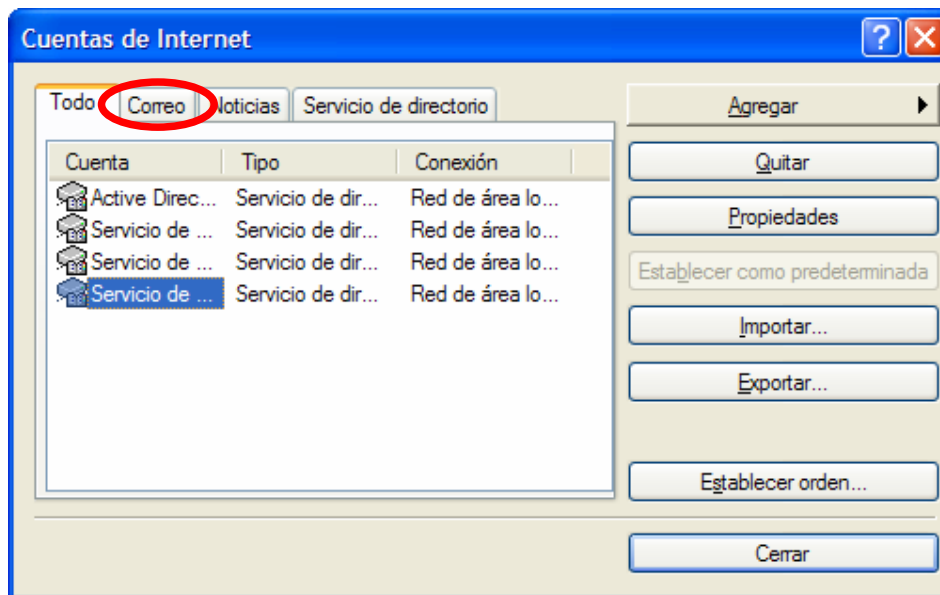 Cuentas de Internet
Todo Correo Noticias Servicio de directorio
Cuenta Tipo Conexión
Active Direc... Servicio de dir... Red de área lo...
Servicio de ... Servicio de dir... Red de área lo...
Servicio de ... Servicio de dir... Red de área lo...
Servicio de ... Servicio de dir... Red de área lo...
Agregar
Quitar
Propiedades
Establecer como predeterminada
Importar...
Exportar...
Establecer orden...
Cerrar